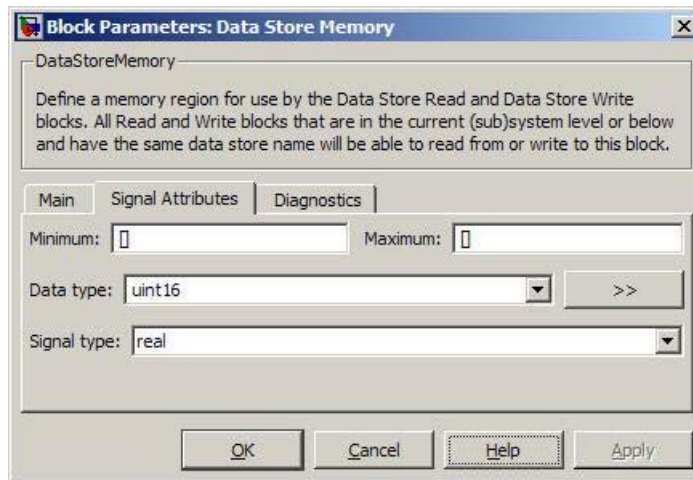 Block Parameters: Data Store Memory
DataStoreMemory
Define a memory region for use by the Data Store Read and Data Store Write
blocks. All Read and Write blocks that are in the current (sub)system level or below
and have the same data store name will be able to read from or write to this block.
Main Signal Attributes Diagnostics
Minimum: [] Maximum: []
Data type: uint16 >>
Signal type: real
OK Cancel Help Apply